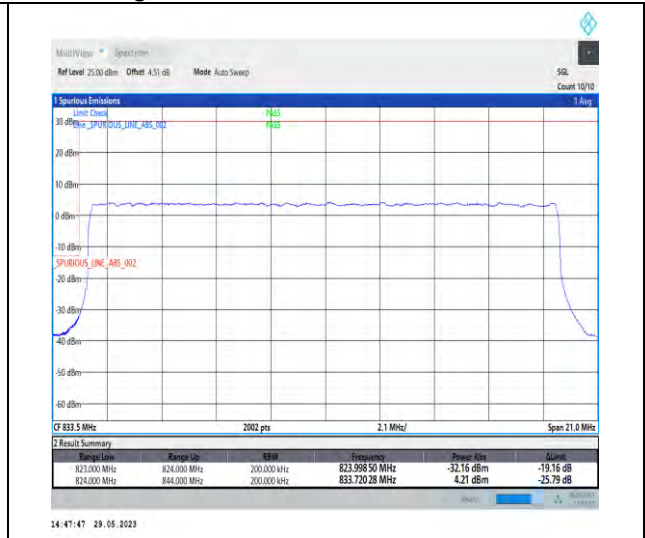 MultiView Spectrum
Ref Level 25.00 dBm Offset 4.51 dB Mode Auto Sweep SGL
Count 10/10
1 Spurious Emissions 1 Avg
Limit Check PASS
30 dBm Line _SPURIOUS_LINE_ABS_002 PASS
20 dBm
10 dBm
0 dBm
-10 dBm
_SPURIOUS_LINE_ABS_002
-20 dBm
-30 dBm
-40 dBm
-50 dBm
-60 dBm
CF 833.5 MHz 2002 pts 2.1 MHz/ Span 21.0 MHz
2 Result Summary
Range Low Range Up RBW Frequency Power Abs ΔLimit
823.000 MHz 824.000 MHz 200.000 kHz 823.99850 MHz -32.16 dBm -19.16 dB
824.000 MHz 844.000 MHz 200.000 kHz 833.72028 MHz 4.21 dBm -25.79 dB
14:47:47 29.05.2023